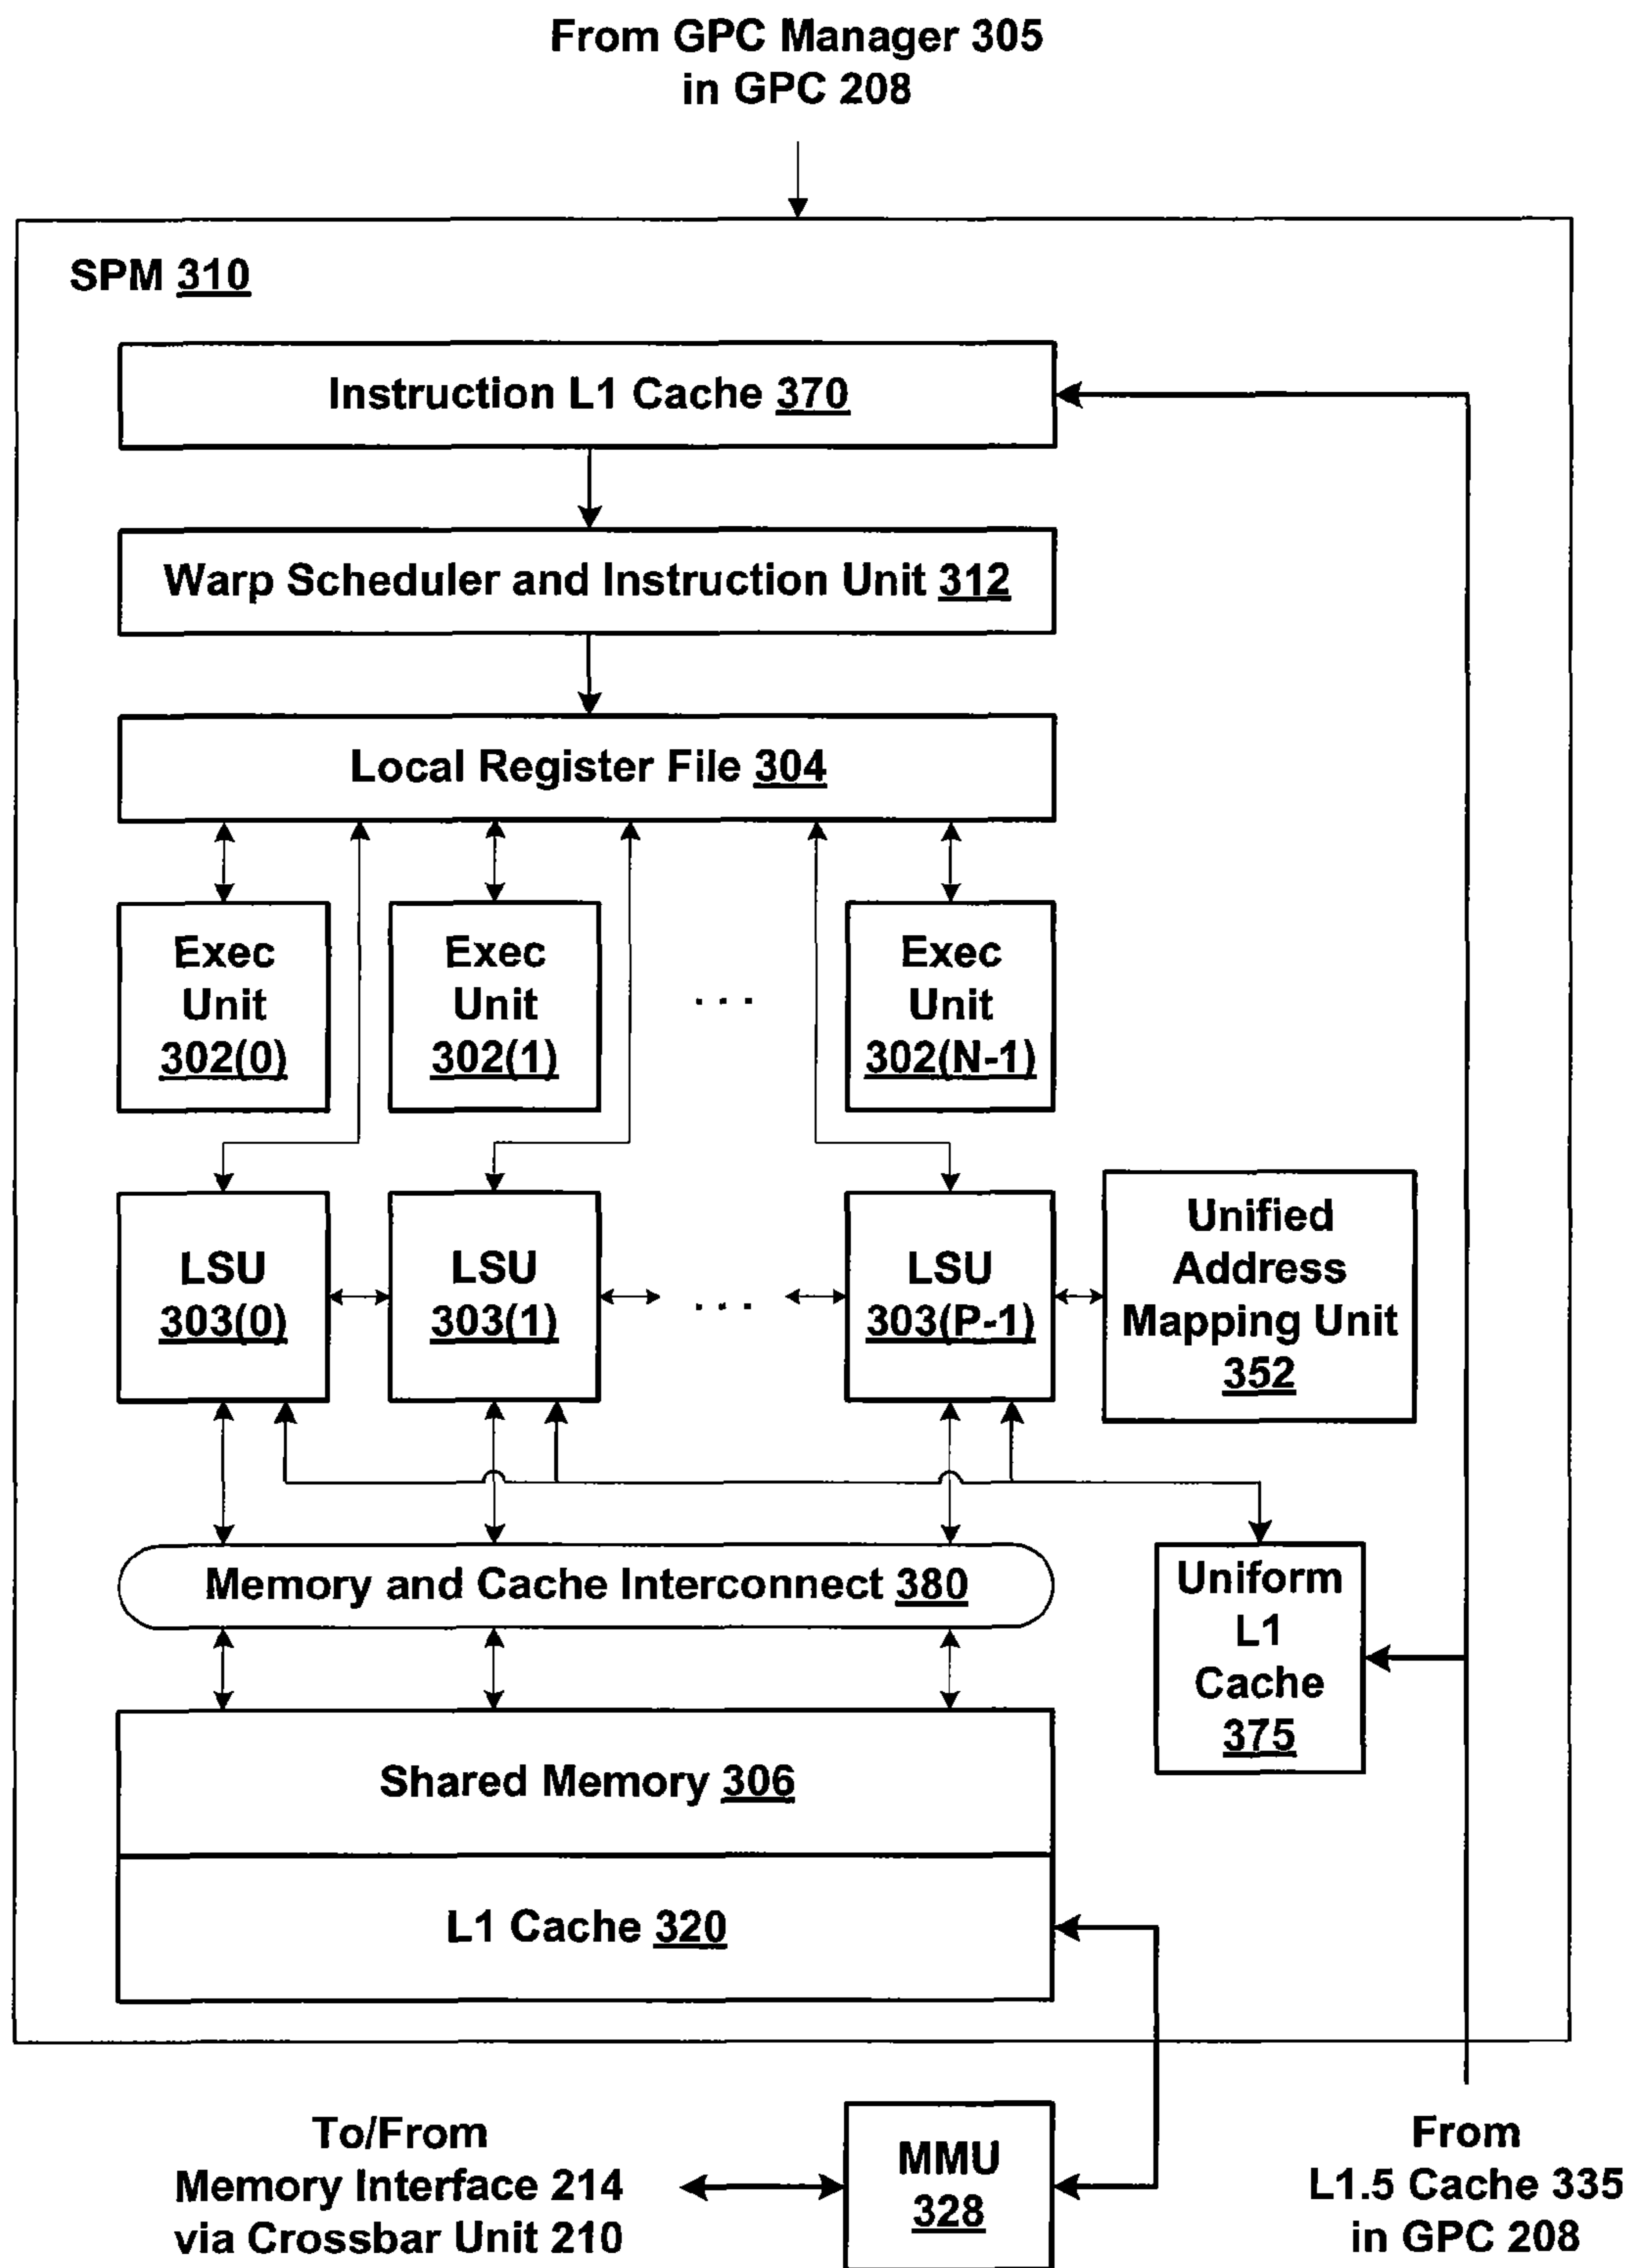 From GPC Manager 305
in GPC 208
SPM 310
Instruction L1 Cache 370
Warp Scheduler and Instruction Unit 312
Local Register File 304
Exec
Unit
302(0)
Exec
Unit
302(1)
. . .
Exec
Unit
302(N-1)
LSU
303(0)
LSU
303(1)
. . .
LSU
303(P-1)
Unified
Address
Mapping Unit
352
Memory and Cache Interconnect 380
Uniform
L1
Cache
375
Shared Memory 306
L1 Cache 320
To/From
Memory Interface 214
via Crossbar Unit 210
MMU
328
From
L1.5 Cache 335
in GPC 208